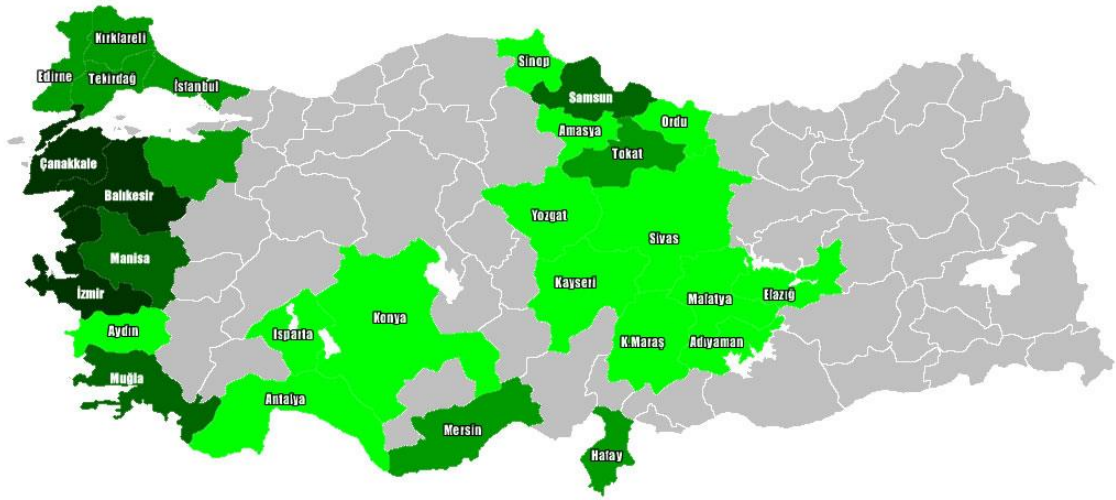 Kırklareli
Edirne
Tekirdağ
İstanbul
Sinop
Samsun
Ordu
Amasya
Tokat
Çanakkale
Balıkesir
Yozgat
Sivas
Manisa
Kayseri
İzmir
Malatya
Elazığ
Konya
Aydın
Isparta
K.Maraş
Adıyaman
Muğla
Antalya
Mersin
Hatay